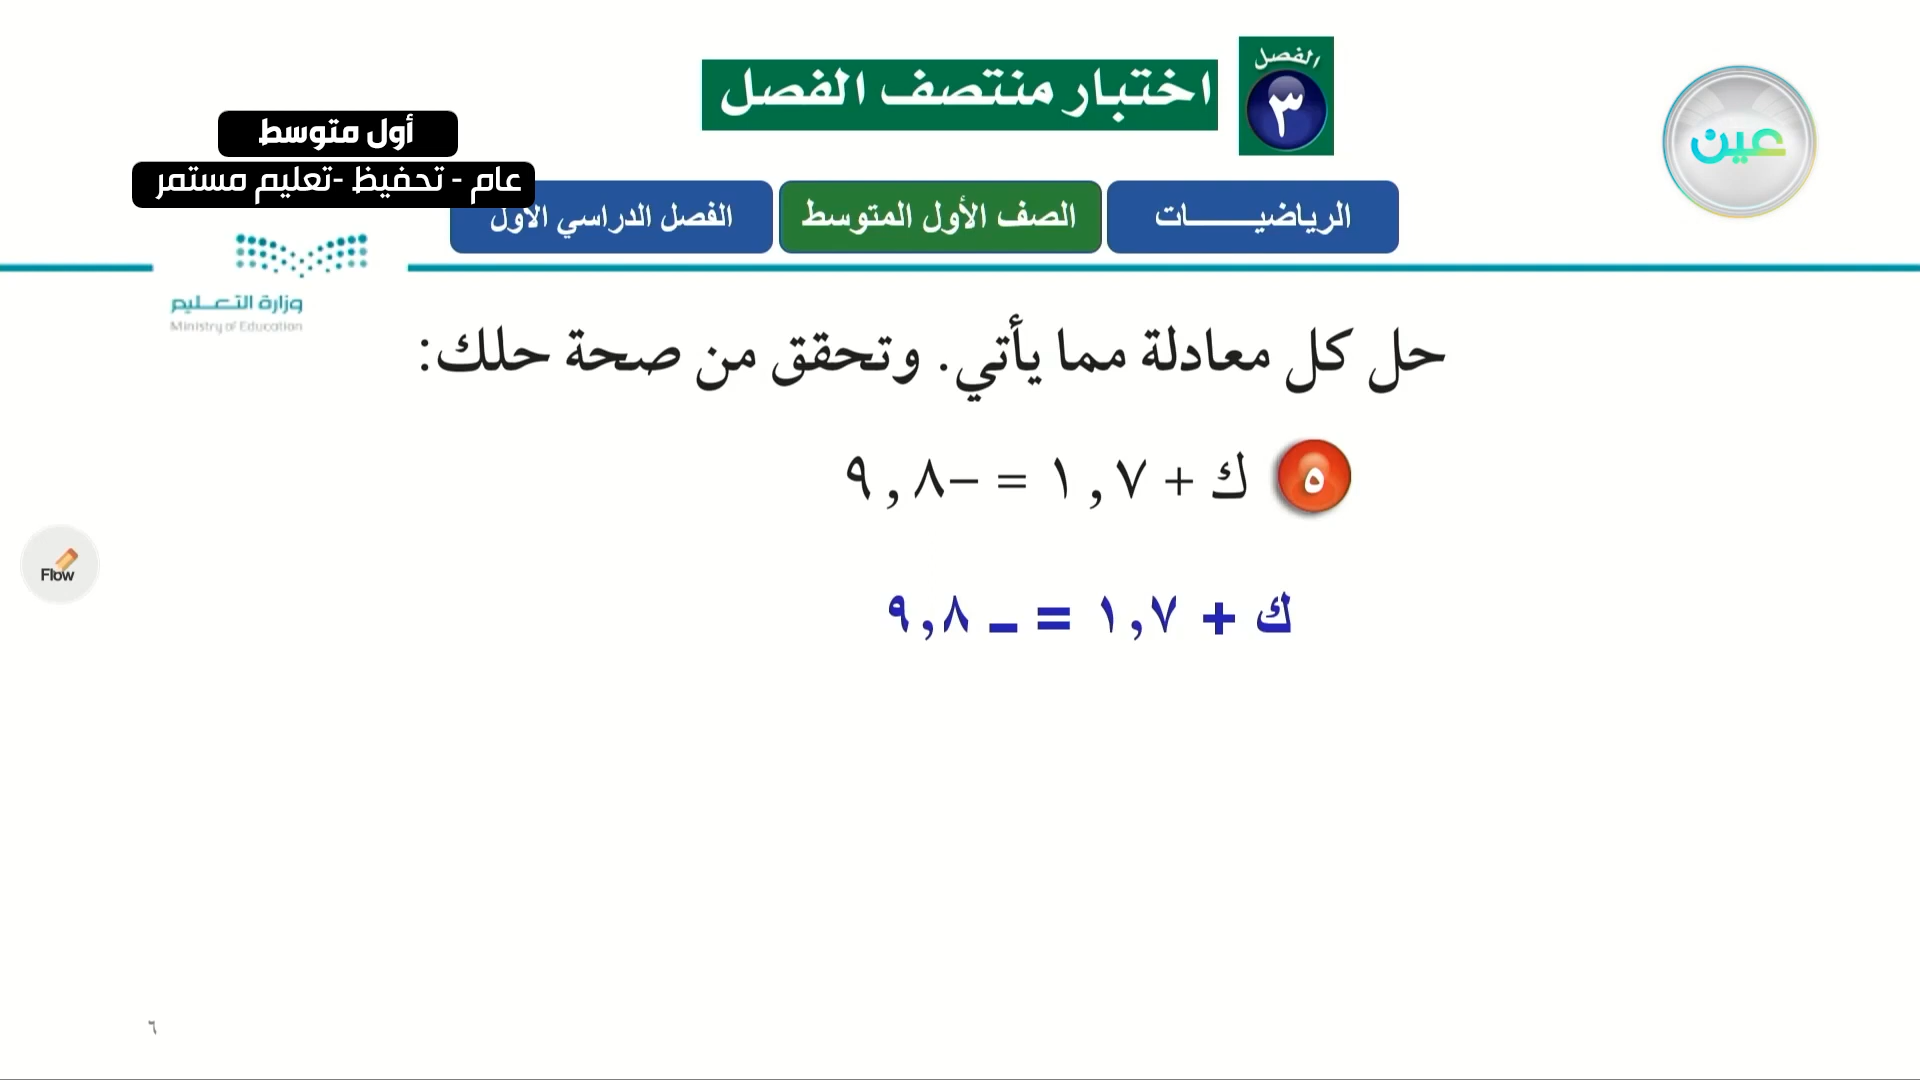 الفصل
٣
اختبار منتصف الفصل
عين
أول متوسط
عام - تحفيظ -تعليم مستمر
الرياضيـــــــــات
الصف الأول المتوسط
الفصل الدراسي الأول
وزارة التعليم
Ministry of Education
حل كل معادلة مما يأتي. وتحقق من صحة حلك:
٥ ك + ١,٧ = –٩,٨
ك + ١,٧ = – ٩,٨
Flow
٦